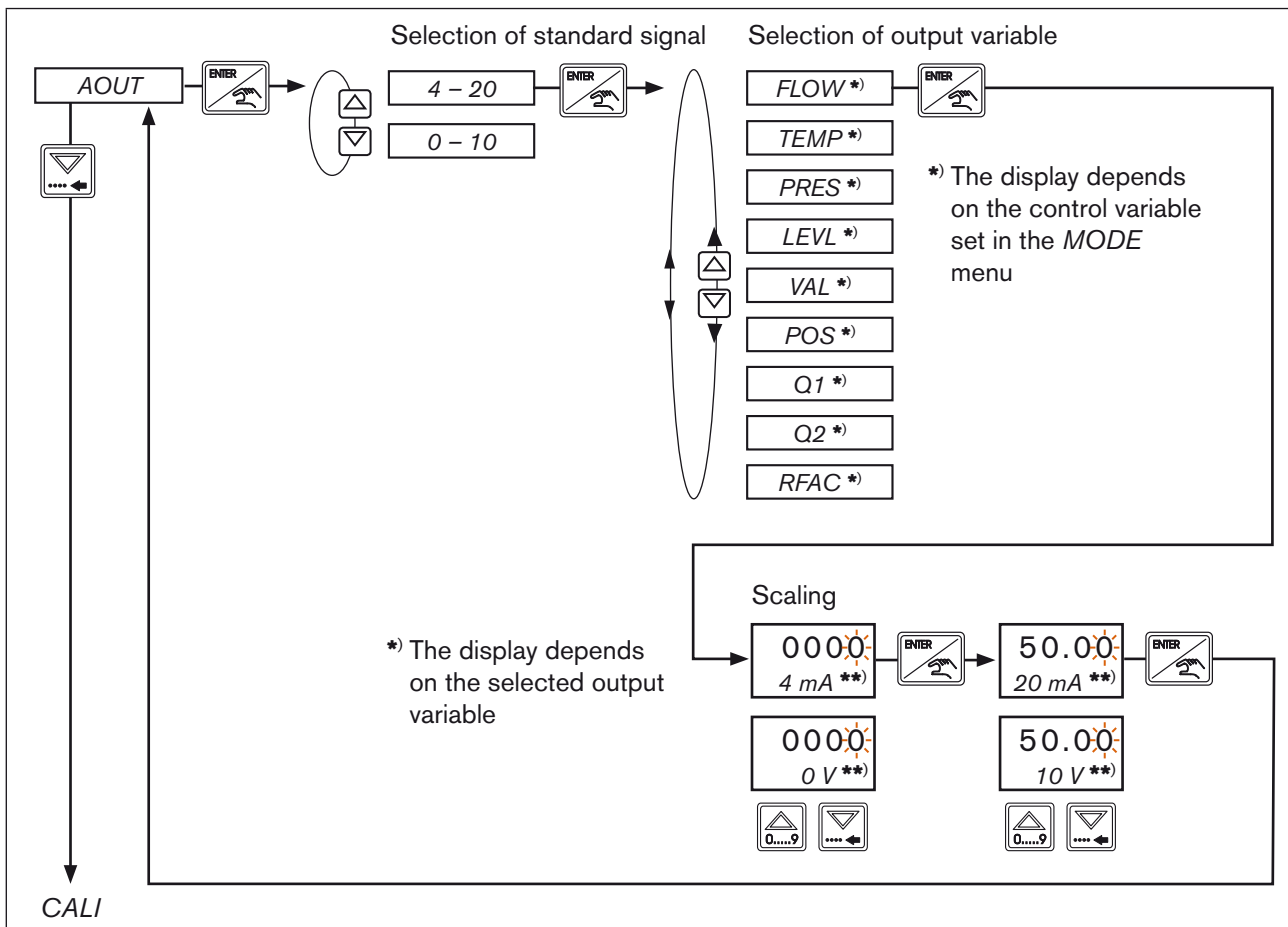 Selection of standard signal
Selection of output variable
AOUT
ENTER
4 – 20
ENTER
FLOW *)
ENTER
0 – 10
TEMP *)
PRES *)
LEVL *)
VAL *)
POS *)
Q1 *)
Q2 *)
RFAC *)
*) The display depends
on the control variable
set in the MODE
menu
Scaling
*) The display depends
on the selected output
variable
0000
4 mA **)
ENTER
50.00
20 mA **)
ENTER
0000
0 V **)
50.00
10 V **)
0.....9
....
0.....9
....
....
CALI